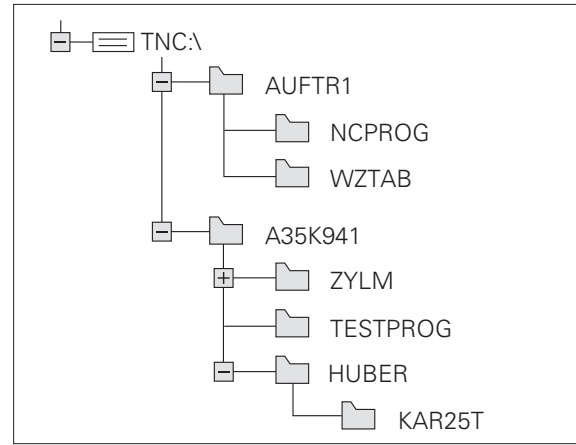 TNC:\
AUFTR1
NCPROG
WZTAB
A35K941
ZYLM
TESTPROG
HUBER
KAR25T